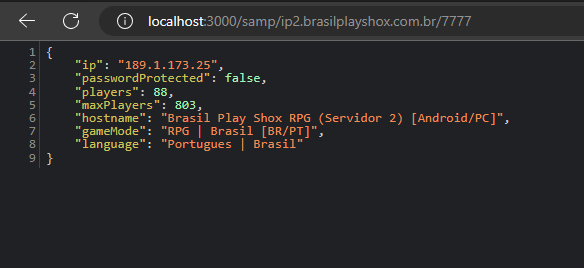 localhost:3000/samp/ip2.brasilplayshox.com.br/7777
1 {
2 "ip": "189.1.173.25",
3 "passwordProtected": false,
4 "players": 88,
5 "maxPlayers": 803,
6 "hostname": "Brasil Play Shox RPG (Servidor 2) [Android/PC]",
7 "gameMode": "RPG | Brasil [BR/PT]",
8 "language": "Portugues | Brasil"
9 }